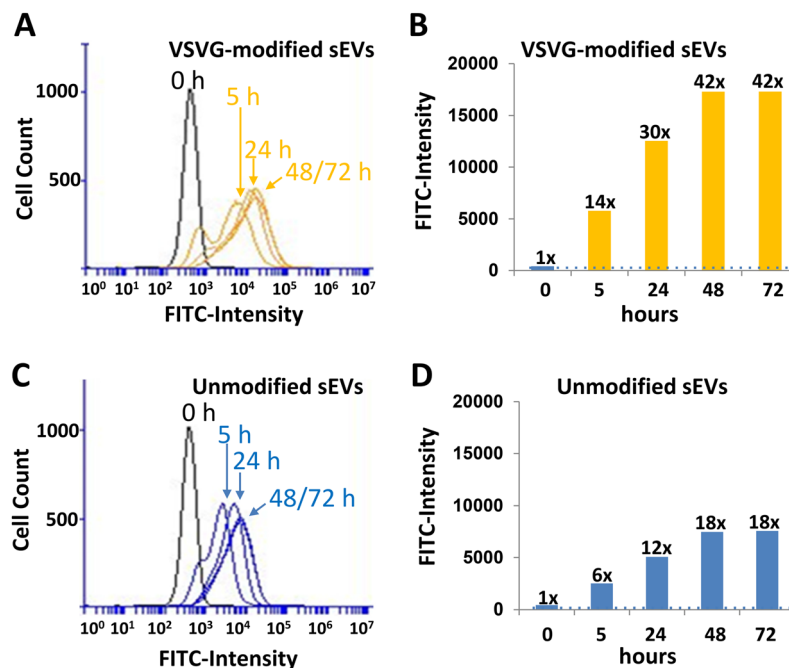 A
VSVG-modified sEVs
0 h
5 h
24 h
48/72 h
1000
500
Cell Count
10⁰ 10¹ 10² 10³ 10⁴ 10⁵ 10⁶ 10⁷
FITC-Intensity
B
VSVG-modified sEVs
20000
15000
10000
5000
0
FITC-Intensity
1x
14x
30x
42x
42x
0 5 24 48 72
hours
C
Unmodified sEVs
0 h
5 h
24 h
48/72 h
1000
500
Cell Count
10⁰ 10¹ 10² 10³ 10⁴ 10⁵ 10⁶ 10⁷
FITC-Intensity
D
Unmodified sEVs
20000
15000
10000
5000
0
FITC-Intensity
1x
6x
12x
18x
18x
0 5 24 48 72
hours